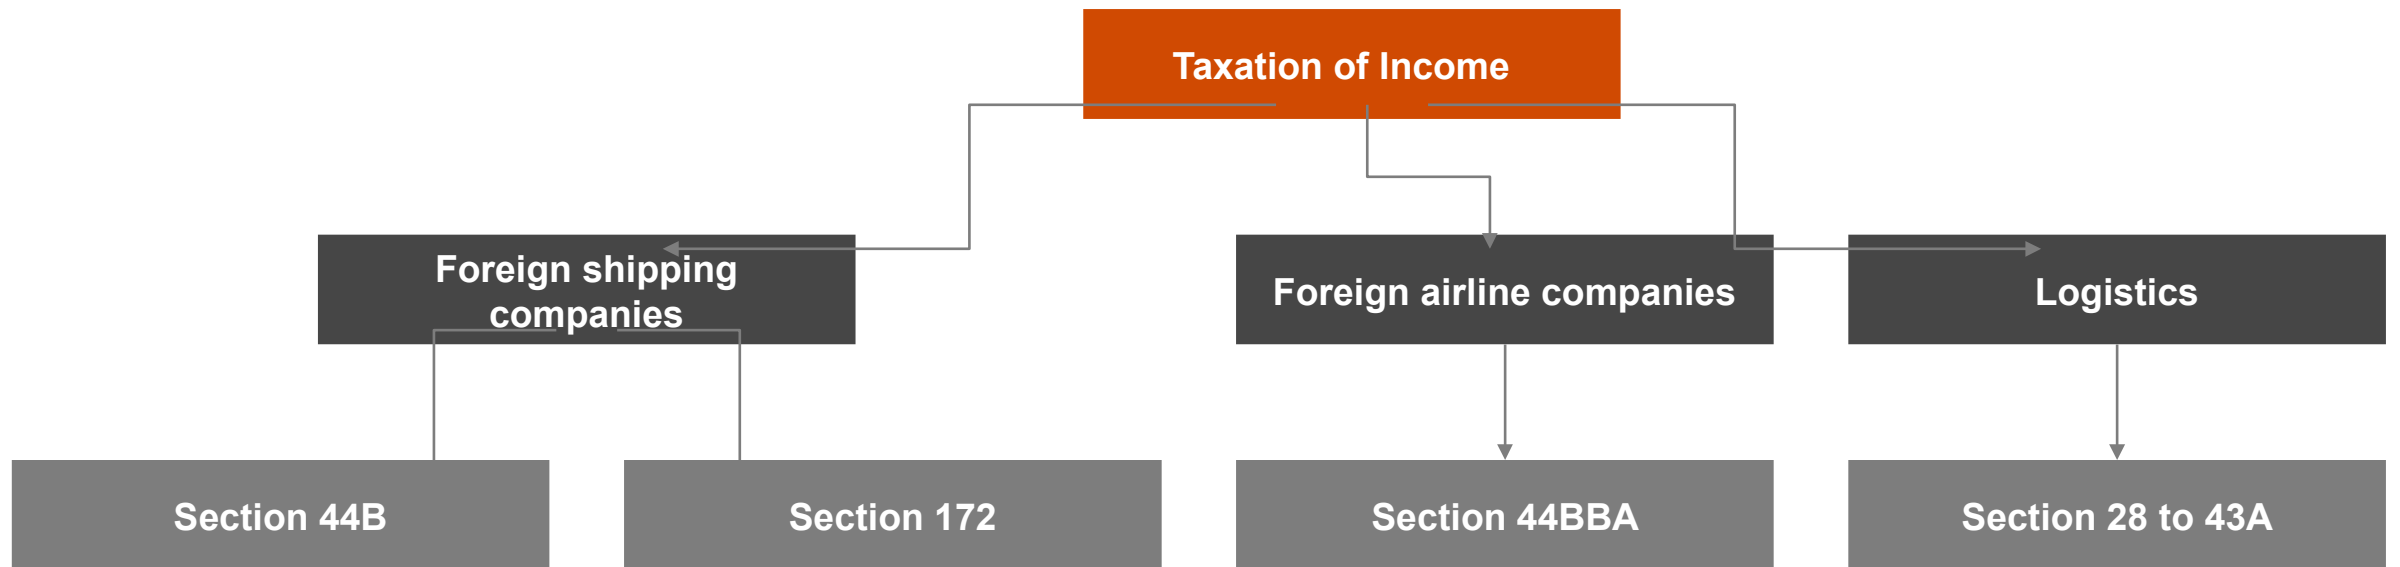 Taxation of Income
Foreign shipping
companies
Foreign airline companies
Logistics
Section 44B
Section 172
Section 44BBA
Section 28 to 43A